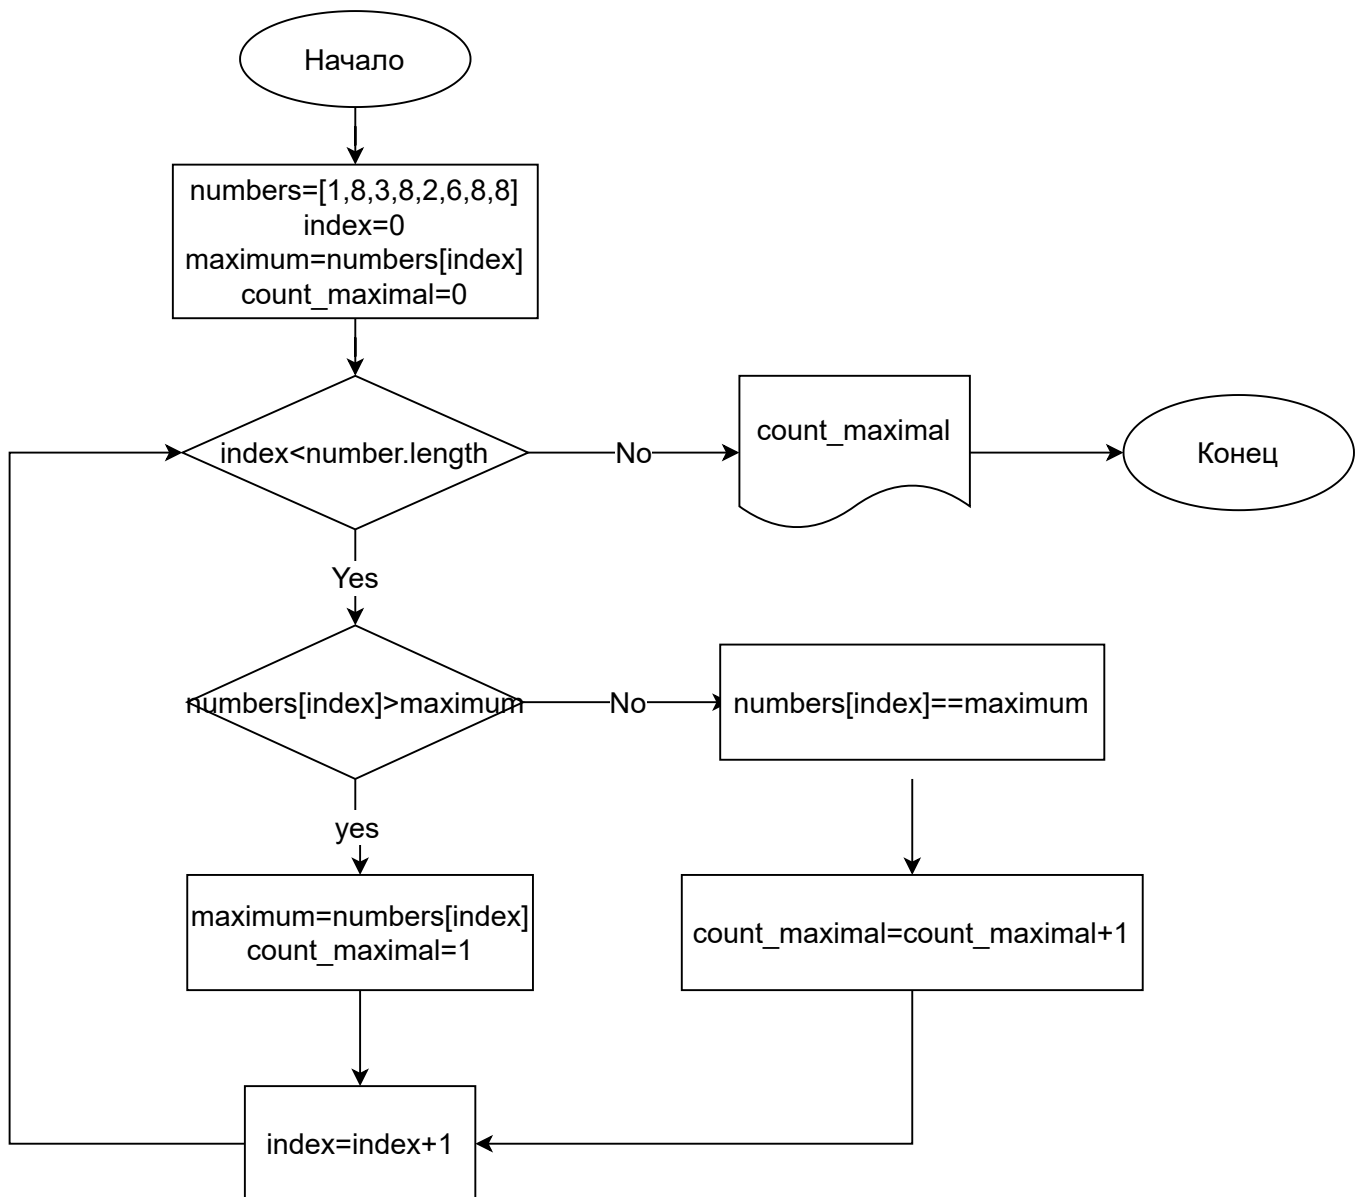 Начало
numbers=[1,8,3,8,2,6,8,8]
index=0
maximum=numbers[index]
count_maximal=0
index<number.length
No
count_maximal
Конец
Yes
numbers[index]>maximum
No
numbers[index]==maximum
yes
maximum=numbers[index]
count_maximal=1
count_maximal=count_maximal+1
index=index+1